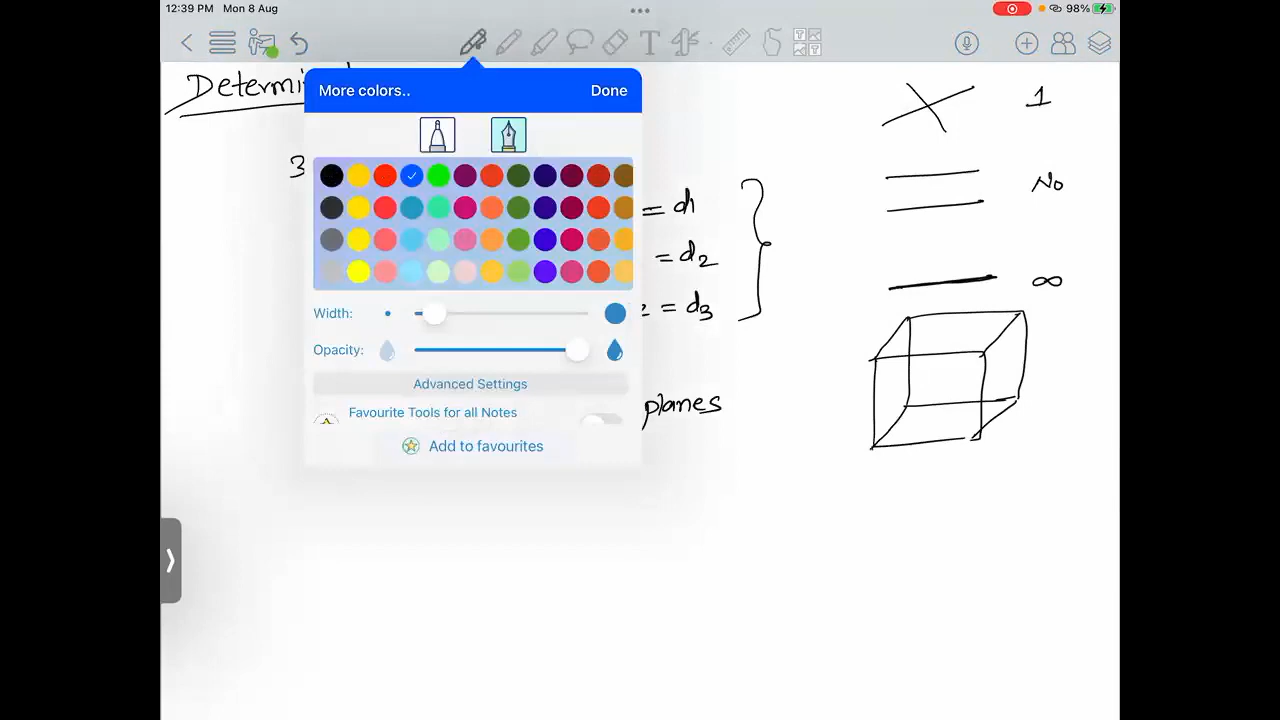 12:39 PM Mon 8 Aug
98%
T
T
T
Determi
More colors..
Done
1
3
No
= d1
= d2
z = d3
∞
Width:
Opacity:
Advanced Settings
Favourite Tools for all Notes
planes
Add to favourites